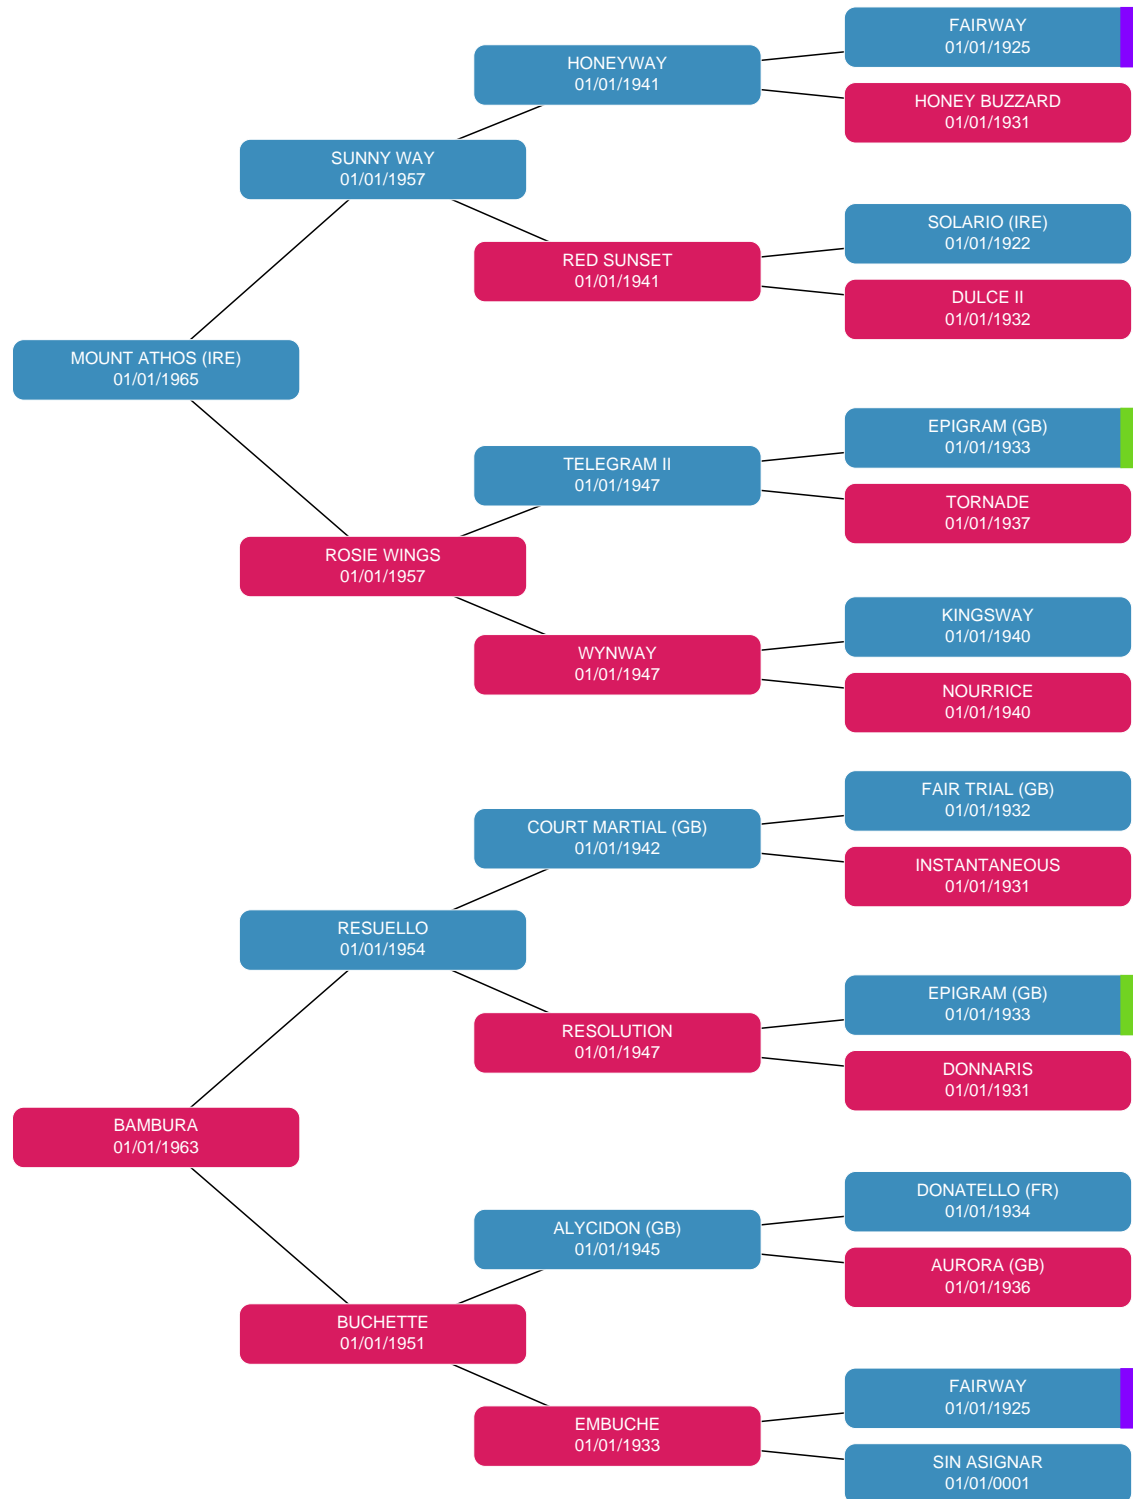 FAIRWAY
01/01/1925
HONEYWAY
01/01/1941
HONEY BUZZARD
01/01/1931
SUNNY WAY
01/01/1957
SOLARIO (IRE)
01/01/1922
RED SUNSET
01/01/1941
DULCE II
01/01/1932
MOUNT ATHOS (IRE)
01/01/1965
EPIGRAM (GB)
01/01/1933
TELEGRAM II
01/01/1947
TORNADE
01/01/1937
ROSIE WINGS
01/01/1957
KINGSWAY
01/01/1940
WYNWAY
01/01/1947
NOURRICE
01/01/1940
FAIR TRIAL (GB)
01/01/1932
COURT MARTIAL (GB)
01/01/1942
INSTANTANEOUS
01/01/1931
RESUELLO
01/01/1954
EPIGRAM (GB)
01/01/1933
RESOLUTION
01/01/1947
DONNARIS
01/01/1931
BAMBURA
01/01/1963
DONATELLO (FR)
01/01/1934
ALYCIDON (GB)
01/01/1945
AURORA (GB)
01/01/1936
BUCHETTE
01/01/1951
FAIRWAY
01/01/1925
EMBUCHE
01/01/1933
SIN ASIGNAR
01/01/0001